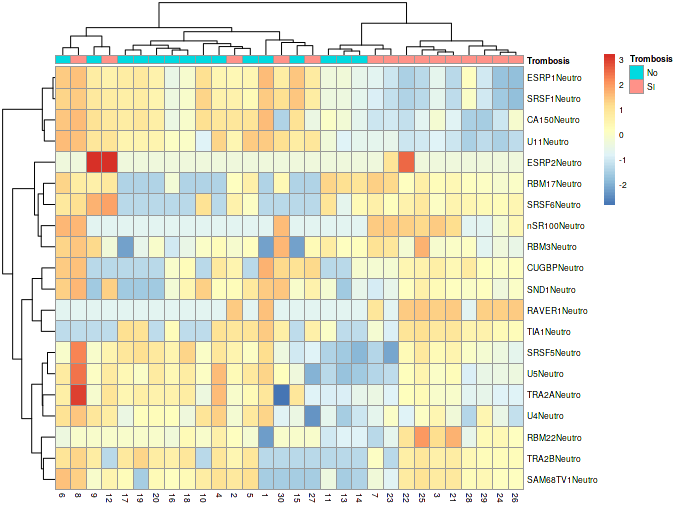 Trombosis
ESRP1Neutro
SRSF1Neutro
CA150Neutro
U11Neutro
ESRP2Neutro
RBM17Neutro
SRSF6Neutro
nSR100Neutro
RBM3Neutro
CUGBPNeutro
SND1Neutro
RAVER1Neutro
TIA1Neutro
SRSF5Neutro
U5Neutro
TRA2ANeutro
U4Neutro
RBM22Neutro
TRA2BNeutro
SAM68TV1Neutro
6 8 9 12 17 19 20 16 18 10 4 2 5 1 30 15 27 11 13 14 7 23 22 25 3 21 28 29 24 26
3
2
1
0
-1
-2
Trombosis
No
SI